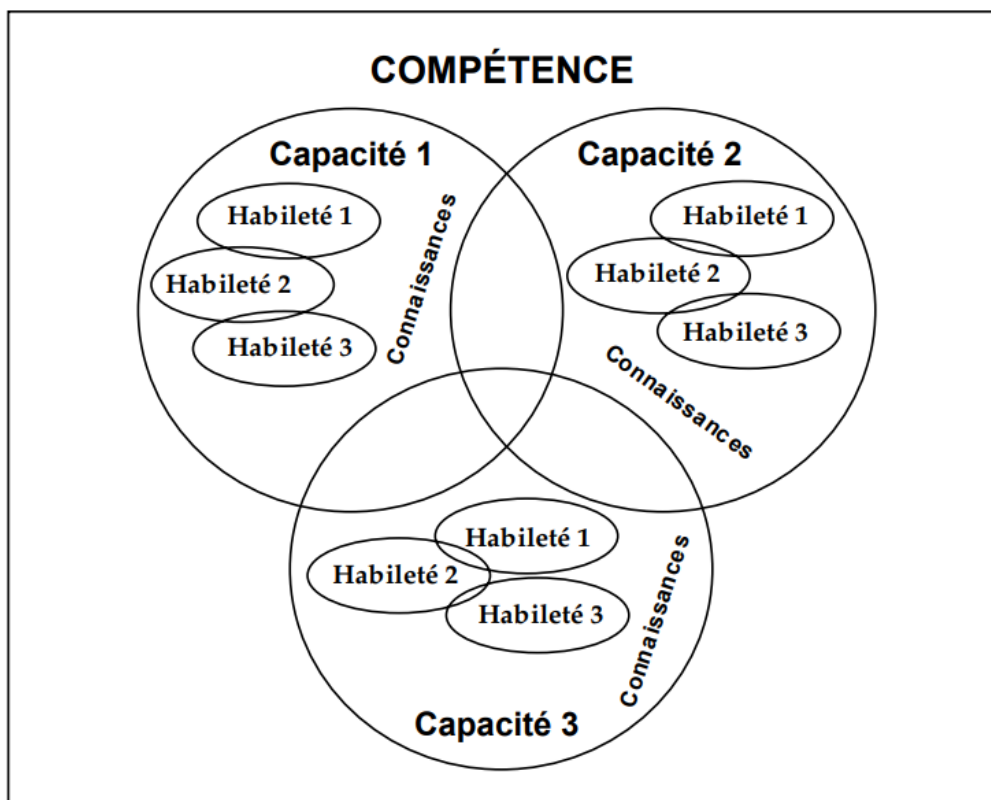 COMPÉTENCE
Capacité 1
Habileté 1
Habileté 2
Habileté 3
Connaissances
Capacité 2
Habileté 1
Habileté 2
Habileté 3
Connaissances
Habileté 1
Habileté 2
Habileté 3
Connaissances
Capacité 3